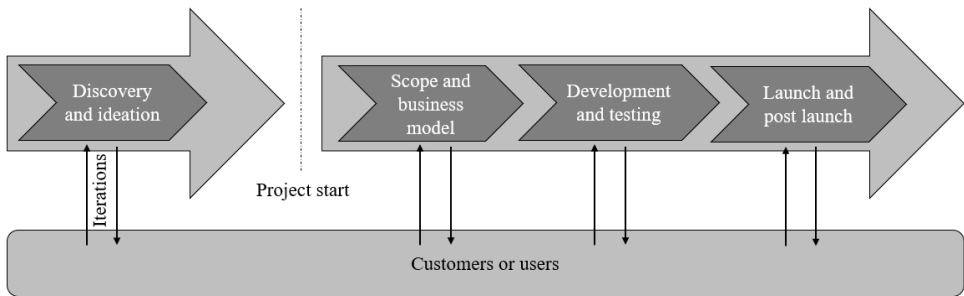 Discovery
and ideation
Scope and
business
model
Development
and testing
Launch and
post launch
Iterations
Project start
Customers or users